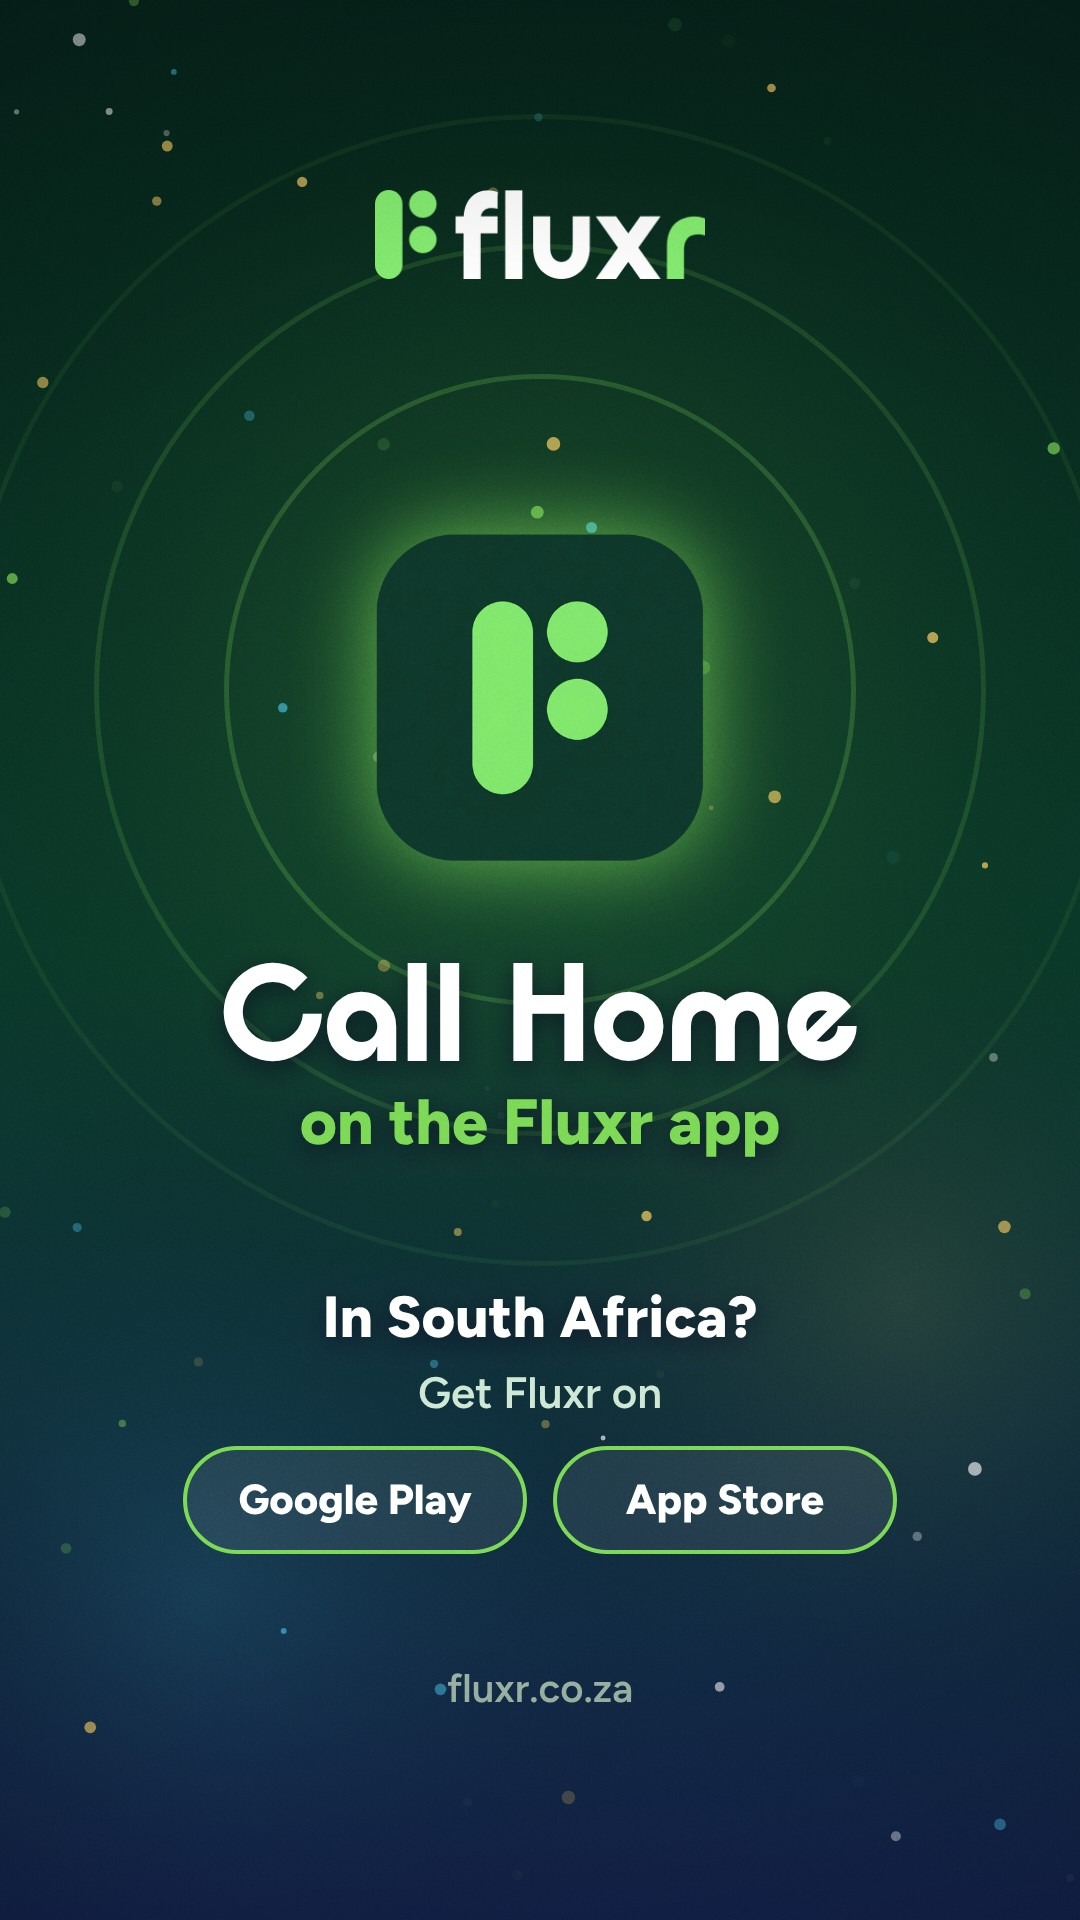 fluxr
Call Home
on the Fluxr app
In South Africa?
Get Fluxr on
Google Play
App Store
fluxr.co.za